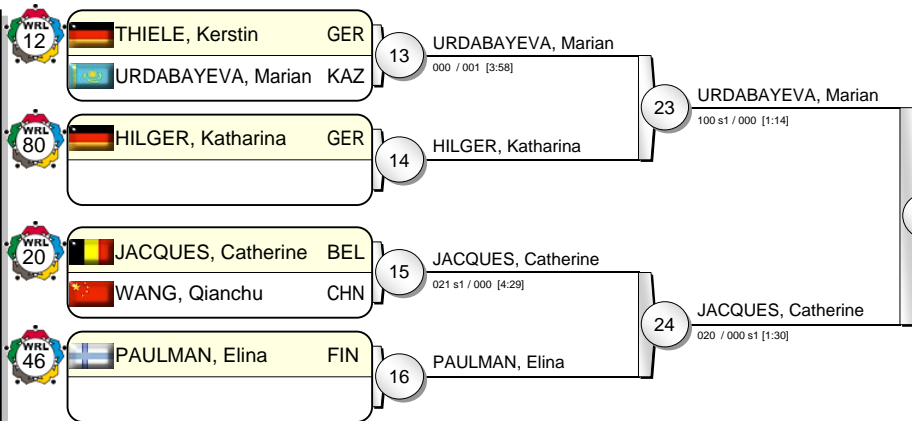 WRL
12
THIELE, Kerstin GER
URDABAYEVA, Marian KAZ
13
URDABAYEVA, Marian
000 / 001 [3:58]
WRL
80
HILGER, Katharina GER
14
HILGER, Katharina
23
URDABAYEVA, Marian
100 s1 / 000 [1:14]
WRL
20
JACQUES, Catherine BEL
WANG, Qianchu CHN
15
JACQUES, Catherine
021 s1 / 000 [4:29]
WRL
46
PAULMAN, Elina FIN
16
PAULMAN, Elina
24
JACQUES, Catherine
020 / 000 s1 [1:30]